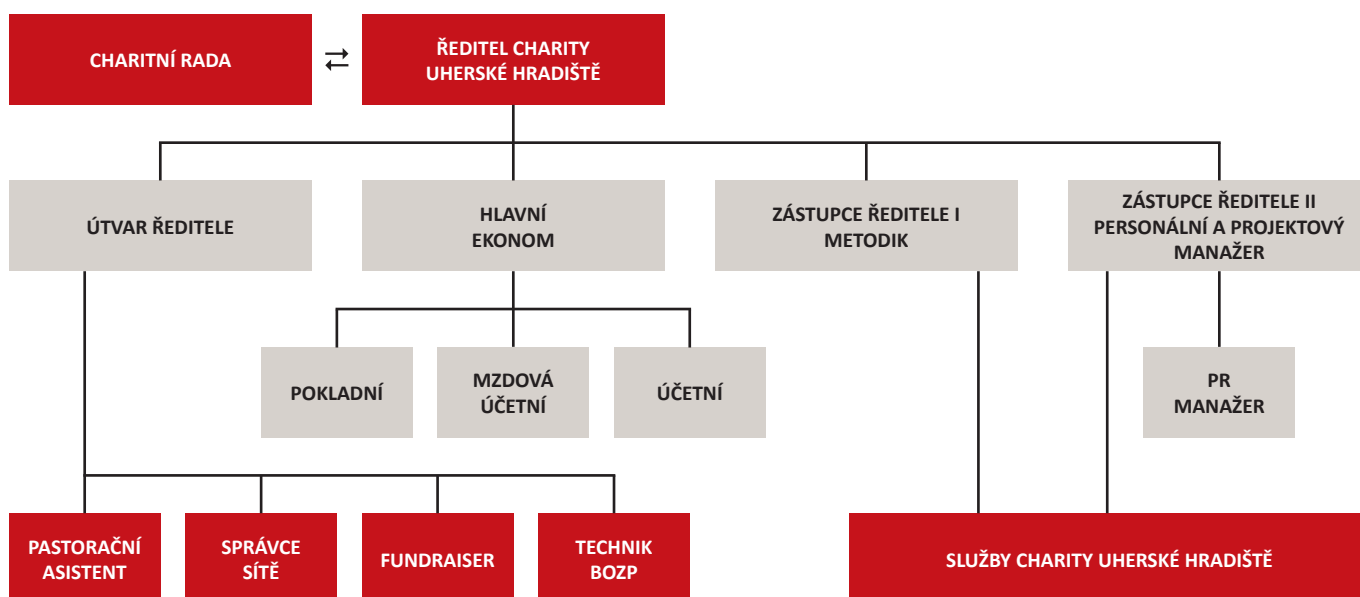 CHARITNÍ RADA
ŘEDITEL CHARITY
UHERSKÉ HRADIŠTĚ
ÚTVAR ŘEDITELE
HLAVNÍ
EKONOM
ZÁSTUPCE ŘEDITELE I
METODIK
ZÁSTUPCE ŘEDITELE II
PERSONÁLNÍ A PROJEKTOVÝ
MANAŽER
POKLADNÍ
MZDOVÁ
ÚČETNÍ
ÚČETNÍ
PR
MANAŽER
PASTORAČNÍ
ASISTENT
SPRÁVCE
SÍTĚ
FUNDRAISER
TECHNIK
BOZP
SLUŽBY CHARITY UHERSKÉ HRADIŠTĚ